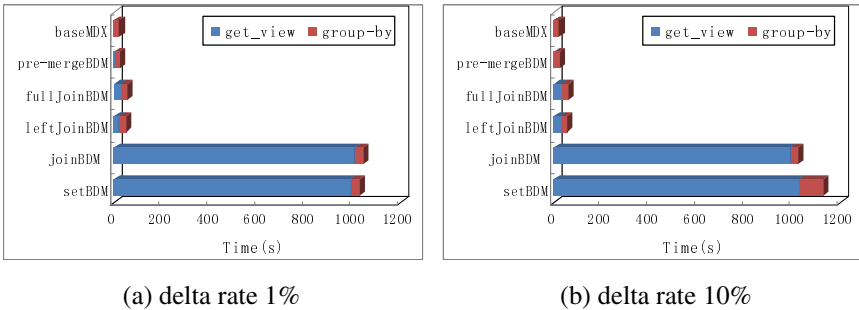 baseMDX
pre-mergeBDM
fullJoinBDM
leftJoinBDM
joinBDM
setBDM
get_view group-by
0 200 400 600 800 1000 1200
Time(s)
(a) delta rate 1%
baseMDX
pre-mergeBDM
fullJoinBDM
leftJoinBDM
joinBDM
setBDM
get_view group-by
0 200 400 600 800 1000 1200
Time(s)
(b) delta rate 10%